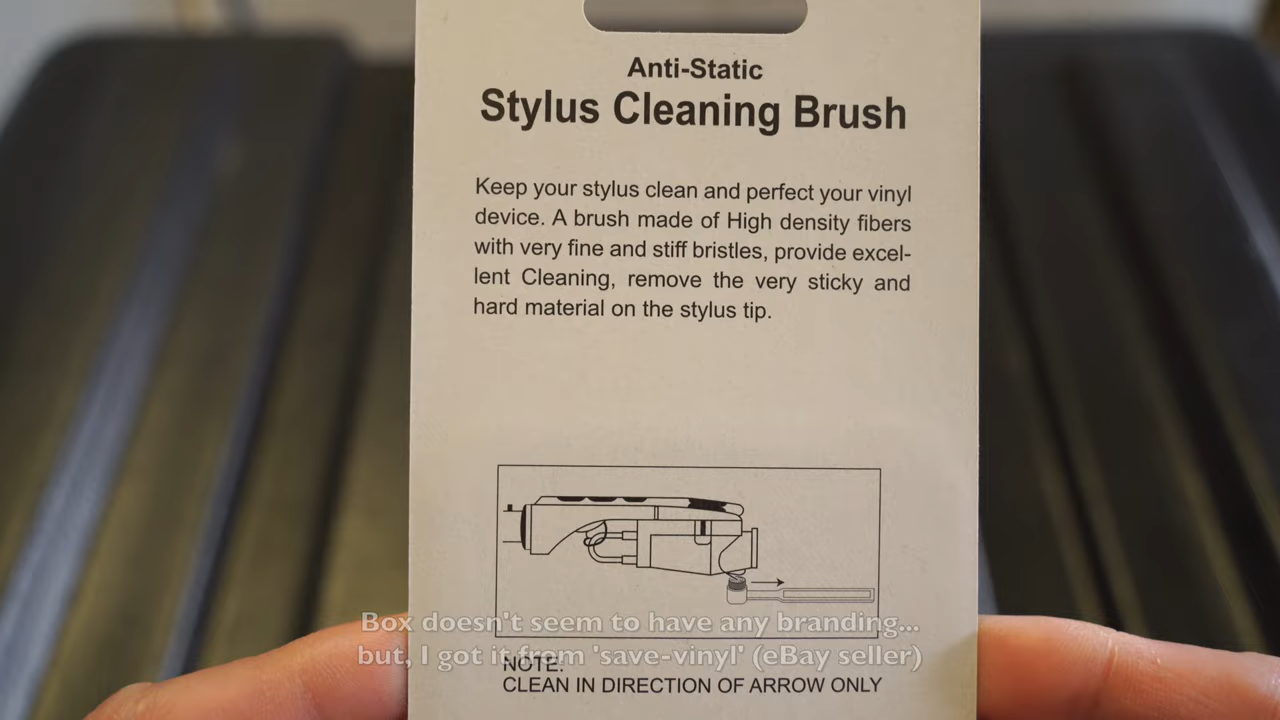 Anti-Static
Stylus Cleaning Brush
Keep your stylus clean and perfect your vinyl
device. A brush made of High density fibers
with very fine and stiff bristles, provide excel-
lent Cleaning, remove the very sticky and
hard material on the stylus tip.
Box doesn't seem to have any branding...
but, I got it from 'save-vinyl' (eBay seller)
NOTE:
CLEAN IN DIRECTION OF ARROW ONLY